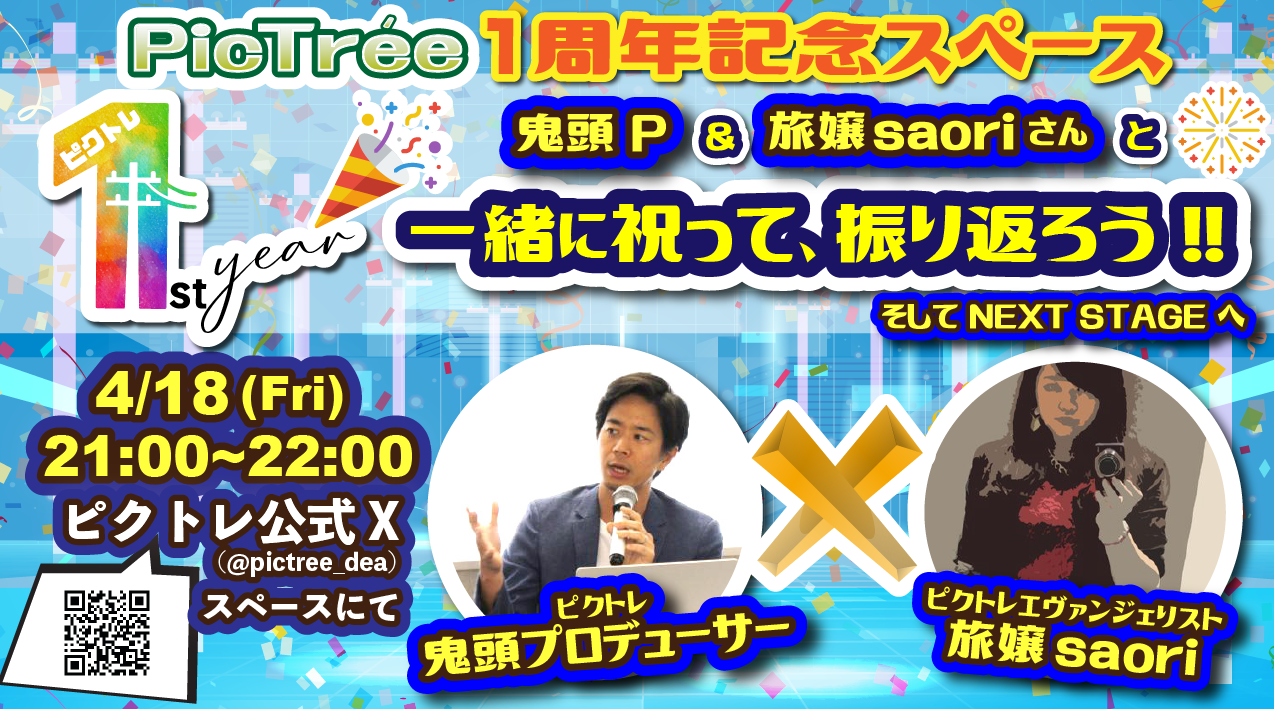 PicTrée 1周年記念スペース
ピクトレ
1st year
鬼頭P & 旅嬢saoriさんと
一緒に祝って、振り返ろう!!
そして NEXT STAGE へ
4/18 (Fri)
21:00~22:00
ピクトレ公式X
(@pictree_dea)
スペースにて
ピクトレ
鬼頭プロデューサー
ピクトレエヴァンジェリスト
旅嬢saori